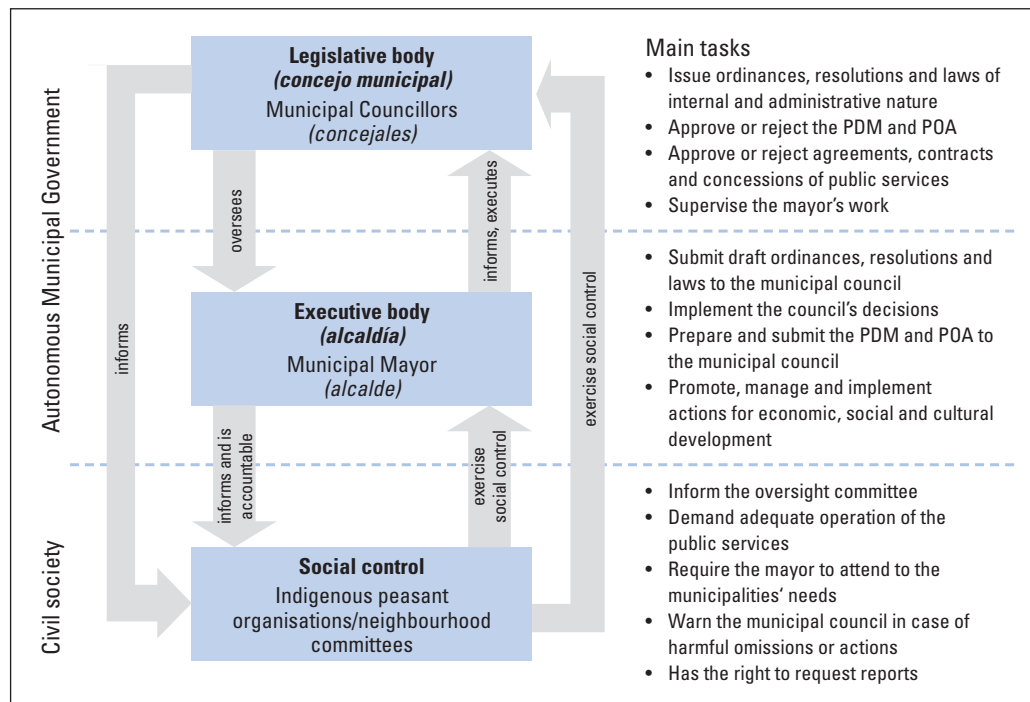 Autonomous Municipal Government
Civil society
Legislative body
(concejo municipal)
Municipal Councillors
(concejales)
oversees
informs, executes
informs
exercise social control
Executive body
(alcaldía)
Municipal Mayor
(alcalde)
informs and is
accountable
exercise
social control
Social control
Indigenous peasant
organisations/neighbourhood
committees
Main tasks
• Issue ordinances, resolutions and laws of
internal and administrative nature
• Approve or reject the PDM and POA
• Approve or reject agreements, contracts
and concessions of public services
• Supervise the mayor's work
• Submit draft ordinances, resolutions and
laws to the municipal council
• Implement the council's decisions
• Prepare and submit the PDM and POA to
the municipal council
• Promote, manage and implement
actions for economic, social and cultural
development
• Inform the oversight committee
• Demand adequate operation of the
public services
• Require the mayor to attend to the
municipalities‘ needs
• Warn the municipal council in case of
harmful omissions or actions
• Has the right to request reports